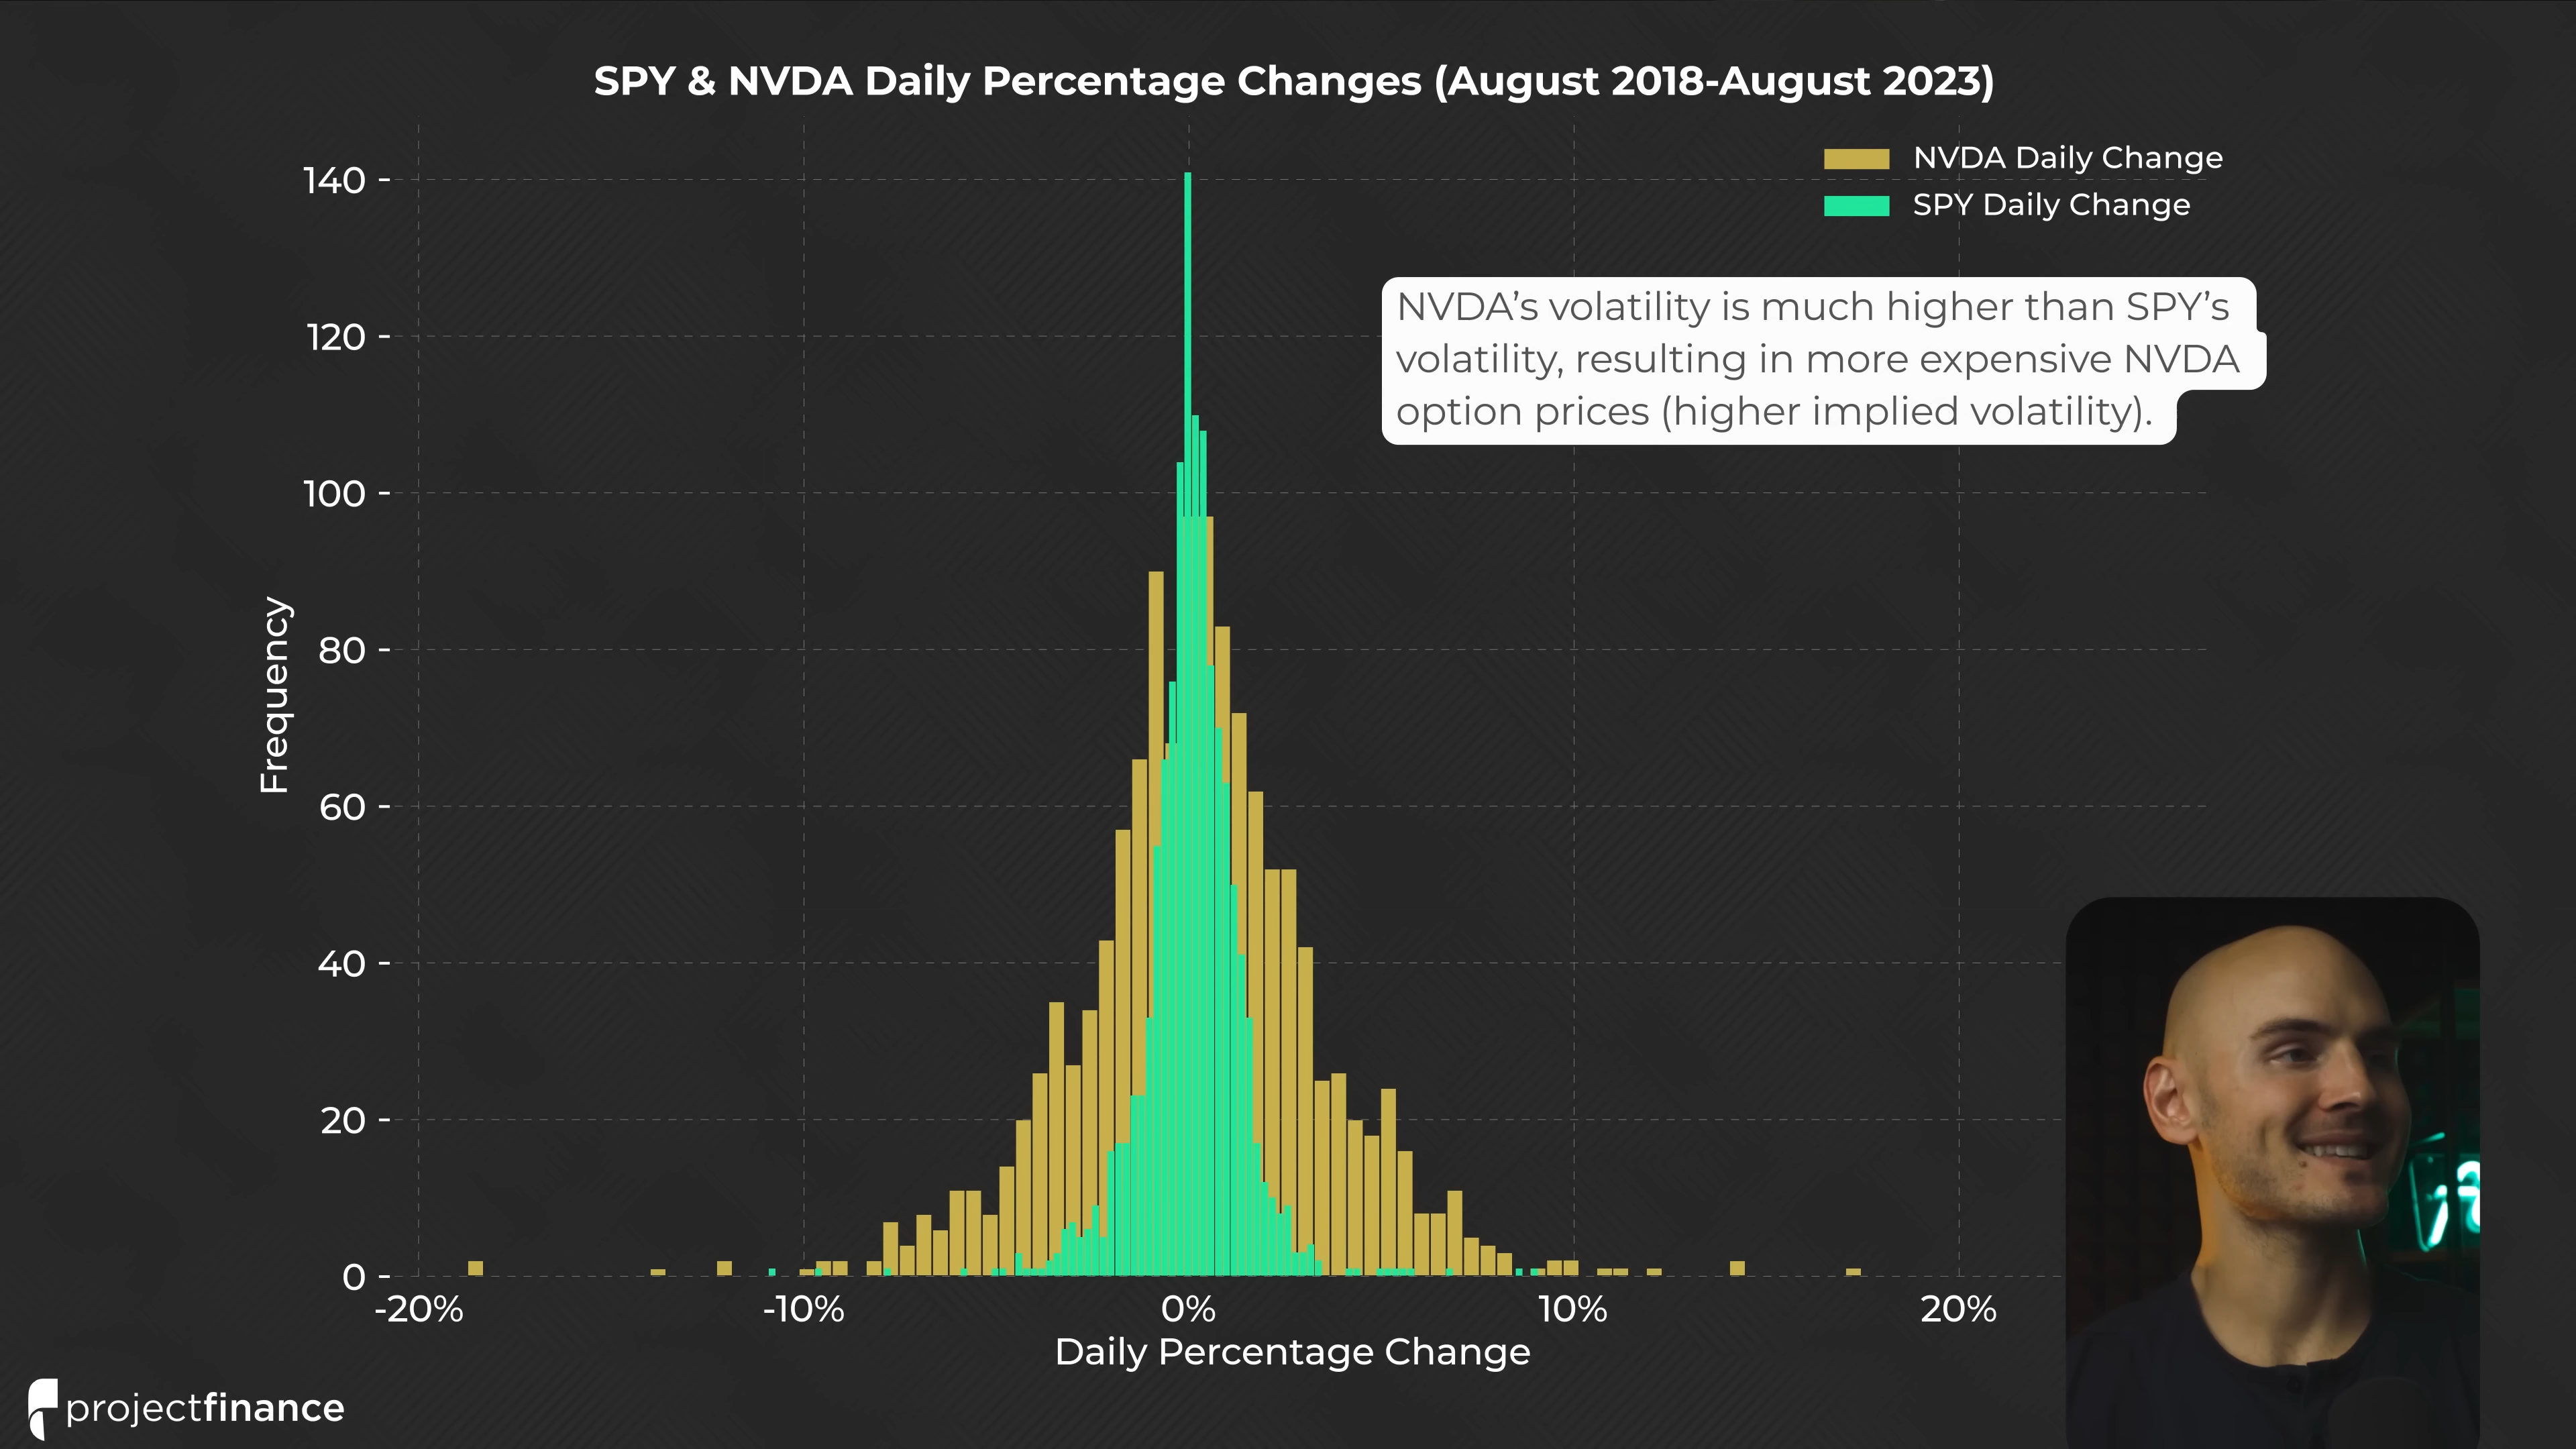 SPY & NVDA Daily Percentage Changes (August 2018-August 2023)
NVDA Daily Change
SPY Daily Change
NVDA’s volatility is much higher than SPY’s
volatility, resulting in more expensive NVDA
option prices (higher implied volatility).
Frequency
140
120
100
80
60
40
20
0
-20%
-10%
0%
10%
20%
Daily Percentage Change
projectfinance